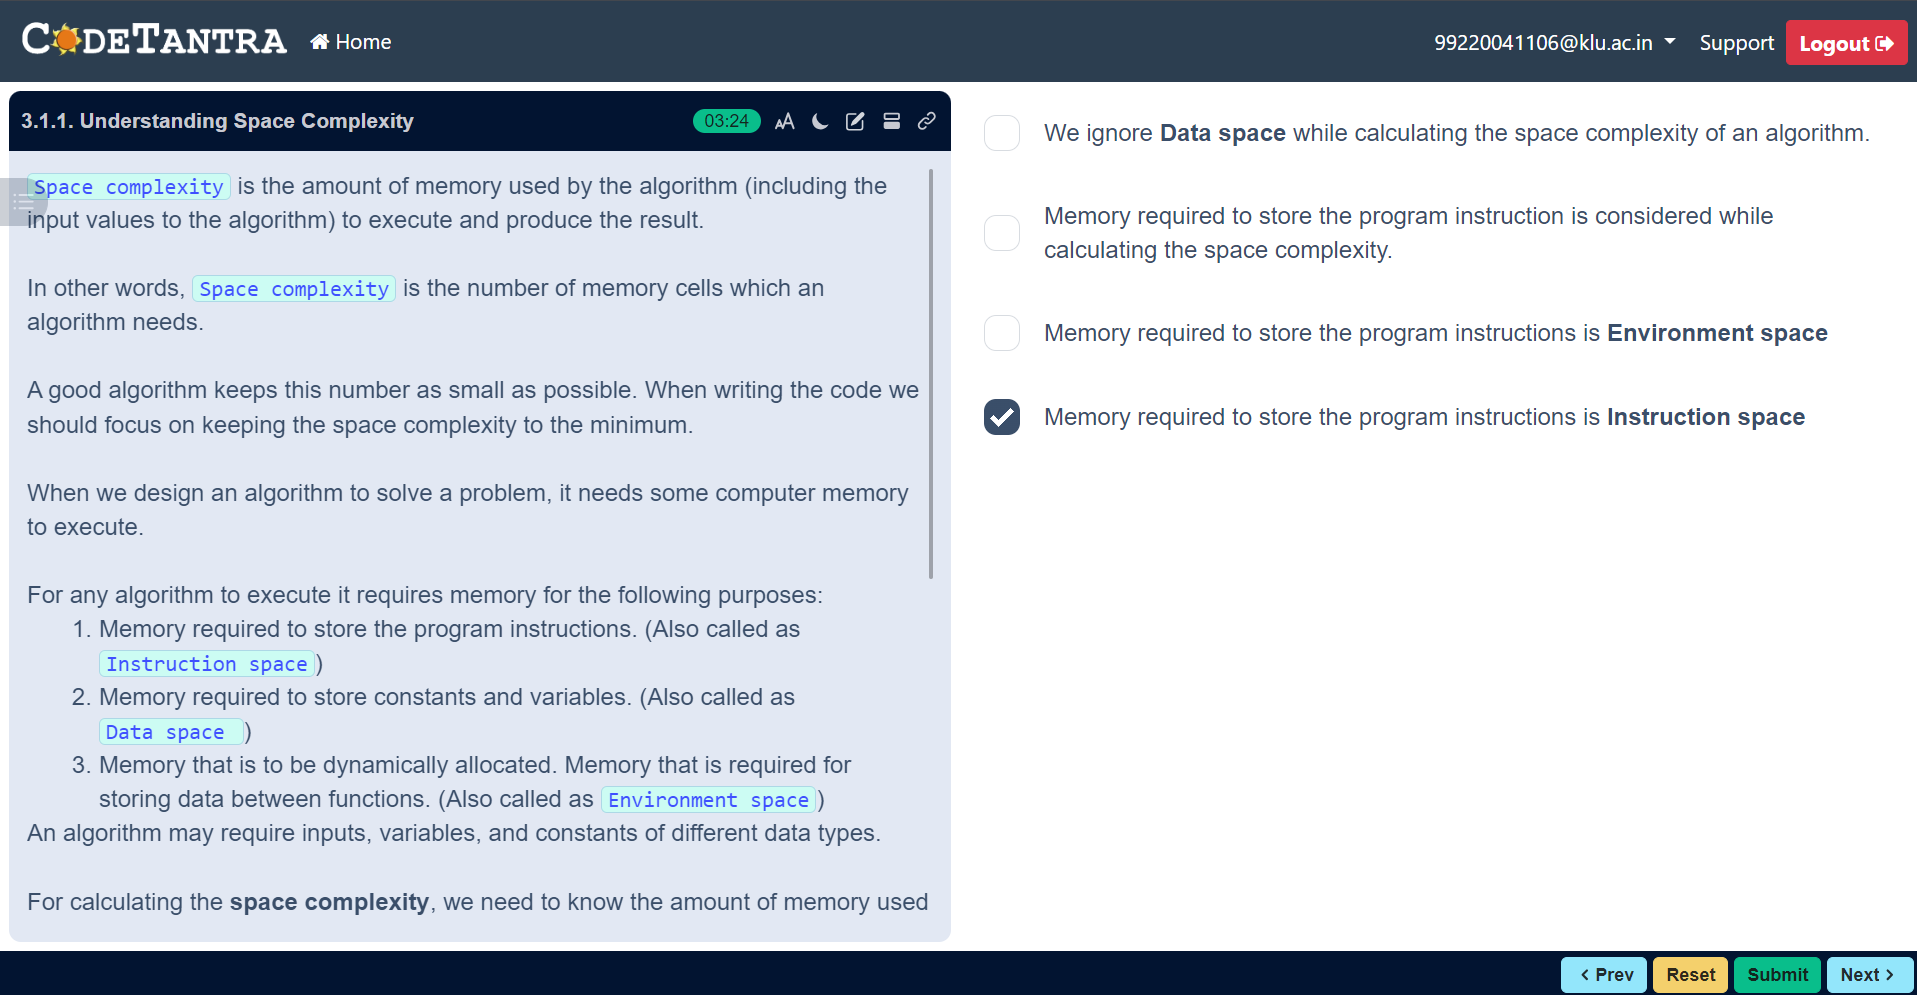 CODETANTRA
Home
99220041106@klu.ac.in
Support
Logout
3.1.1. Understanding Space Complexity
03:24
AA
Space complexity is the amount of memory used by the algorithm (including the
input values to the algorithm) to execute and produce the result.
In other words, Space complexity is the number of memory cells which an
algorithm needs.
A good algorithm keeps this number as small as possible. When writing the code we
should focus on keeping the space complexity to the minimum.
When we design an algorithm to solve a problem, it needs some computer memory
to execute.
For any algorithm to execute it requires memory for the following purposes:
1. Memory required to store the program instructions. (Also called as
Instruction space)
2. Memory required to store constants and variables. (Also called as
Data space )
3. Memory that is to be dynamically allocated. Memory that is required for
storing data between functions. (Also called as Environment space)
An algorithm may require inputs, variables, and constants of different data types.
For calculating the space complexity, we need to know the amount of memory used
We ignore Data space while calculating the space complexity of an algorithm.
Memory required to store the program instruction is considered while
calculating the space complexity.
Memory required to store the program instructions is Environment space
Memory required to store the program instructions is Instruction space
< Prev
Reset
Submit
Next >